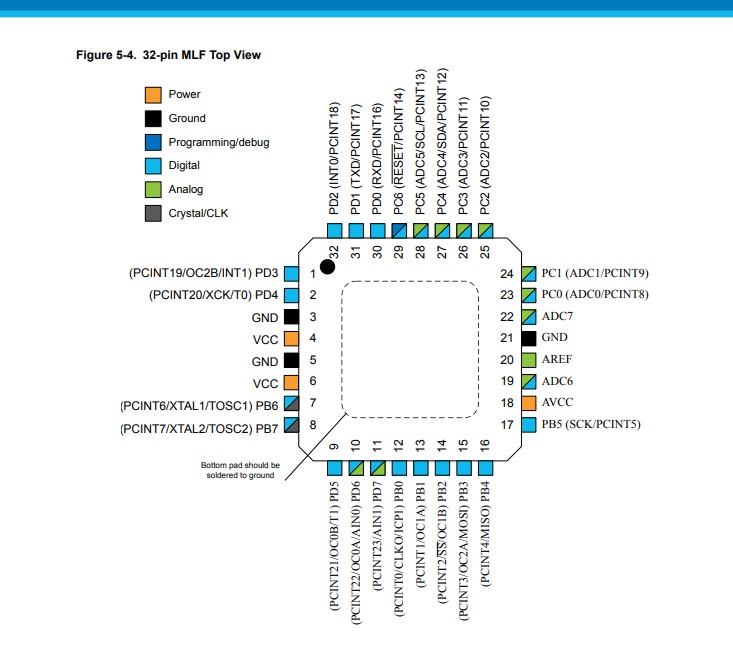 Figure 5-4. 32-pin MLF Top View
Power
Ground
Programming/debug
Digital
Analog
Crystal/CLK
PD2 (INT0/PCINT18)
PD1 (TXD/PCINT17)
PD0 (RXD/PCINT16)
PC6 (RESET/PCINT14)
PC5 (ADC5/SCL/PCINT13)
PC4 (ADC4/SDA/PCINT12)
PC3 (ADC3/PCINT11)
PC2 (ADC2/PCINT10)
32
31
30
29
28
27
26
25
(PCINT19/OC2B/INT1) PD3
1
(PCINT20/XCK/T0) PD4
2
GND
3
VCC
4
GND
5
VCC
6
(PCINT6/XTAL1/TOSC1) PB6
7
(PCINT7/XTAL2/TOSC2) PB7
8
24
PC1 (ADC1/PCINT9)
23
PC0 (ADC0/PCINT8)
22
ADC7
21
GND
20
AREF
19
ADC6
18
AVCC
17
PB5 (SCK/PCINT5)
9
10
11
12
13
14
15
16
Bottom pad should be
soldered to ground
(PCINT21/OC0B/T1) PD5
(PCINT22/OC0A/AIN0) PD6
(PCINT23/AIN1) PD7
(PCINT0/CLKO/ICP1) PB0
(PCINT1/OC1A) PB1
(PCINT2/SS/OC1B) PB2
(PCINT3/OC2A/MOSI) PB3
(PCINT4/MISO) PB4